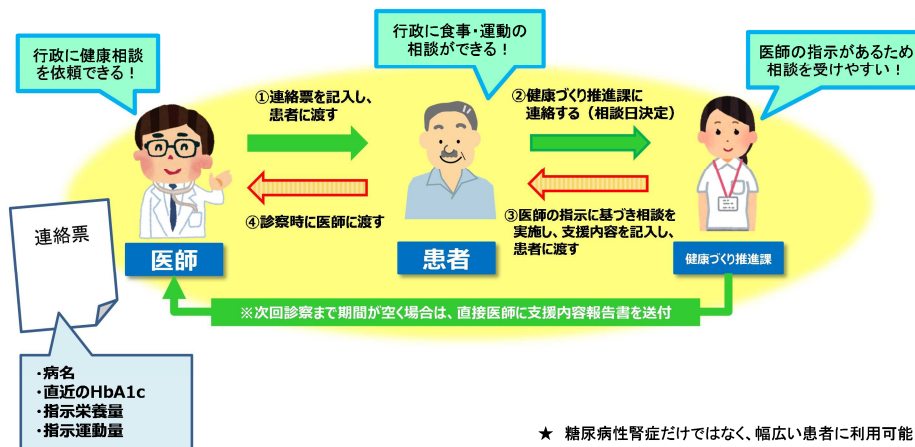 行政に健康相談
を依頼できる！
行政に食事・運動の
相談ができる！
医師の指示があるため
相談を受けやすい！
①連絡票を記入し、
患者に渡す
②健康づくり推進課に
連絡する（相談日決定）
④診察時に医師に渡す
③医師の指示に基づき相談を
実施し、支援内容を記入し、
患者に渡す
連絡票
医師
患者
健康づくり推進課
※次回診察まで期間が空く場合は、直接医師に支援内容報告書を送付
・病名
・直近のHbA1c
・指示栄養量
・指示運動量
★ 糖尿病性腎症だけではなく、幅広い患者に利用可能